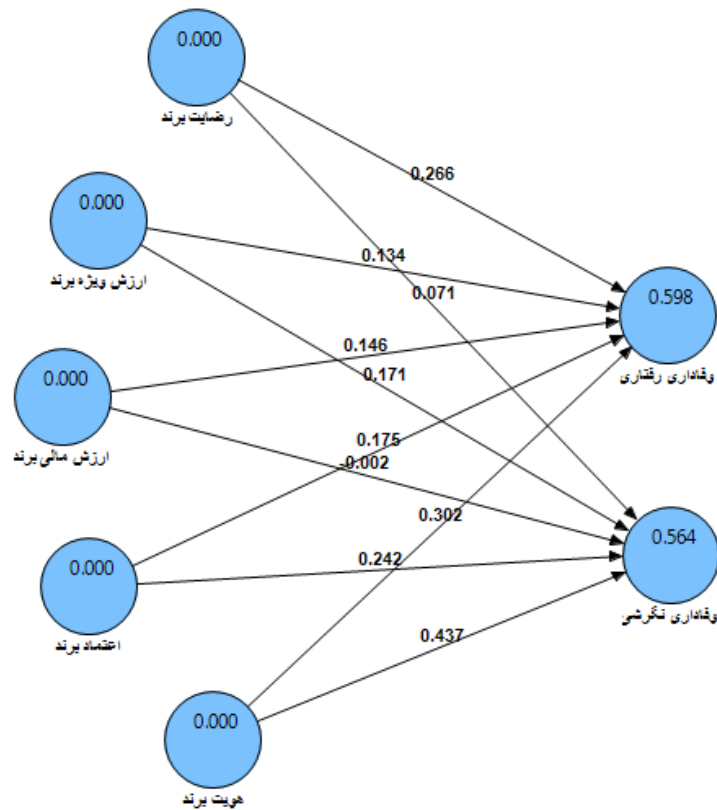 0.000
رضایت برند
0.266
0.000
ارزش ویژه برند
0.134
0.071
0.598
وفاداری رفتاری
0.000
ارزش مالی برند
0.146
0.171
0.175
-0.002
0.302
0.564
وفاداری نگرشی
0.000
اعتماد برند
0.242
0.437
0.000
هویت برند